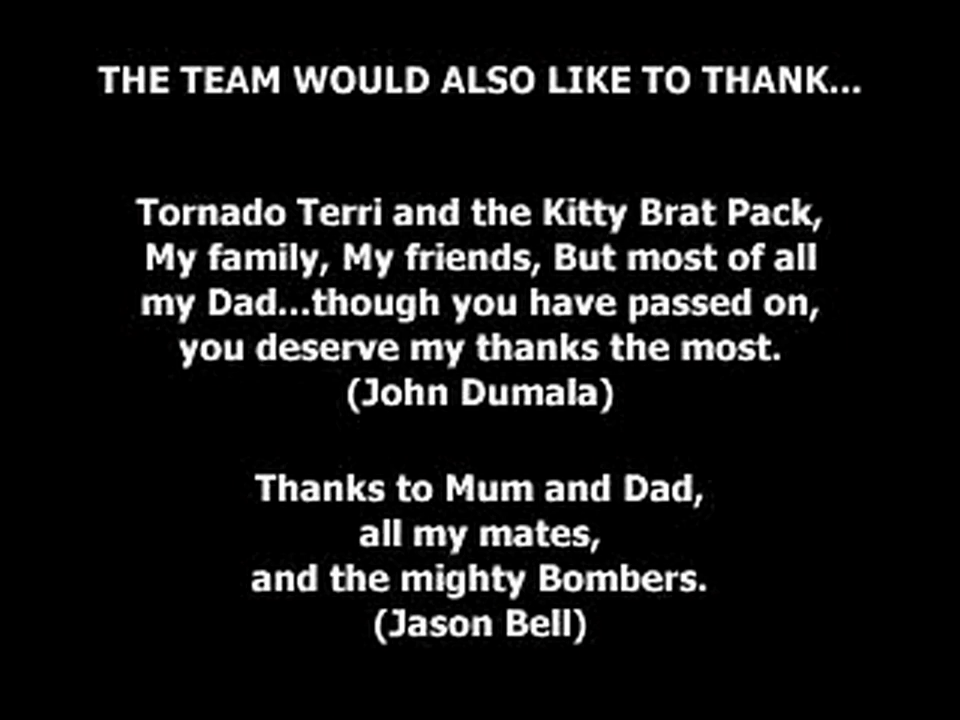 THE TEAM WOULD ALSO LIKE TO THANK...
Tornado Terri and the Kitty Brat Pack,
My family, My friends, But most of all
my Dad...though you have passed on,
you deserve my thanks the most.
(John Dumala)
Thanks to Mum and Dad,
all my mates,
and the mighty Bombers.
(Jason Bell)